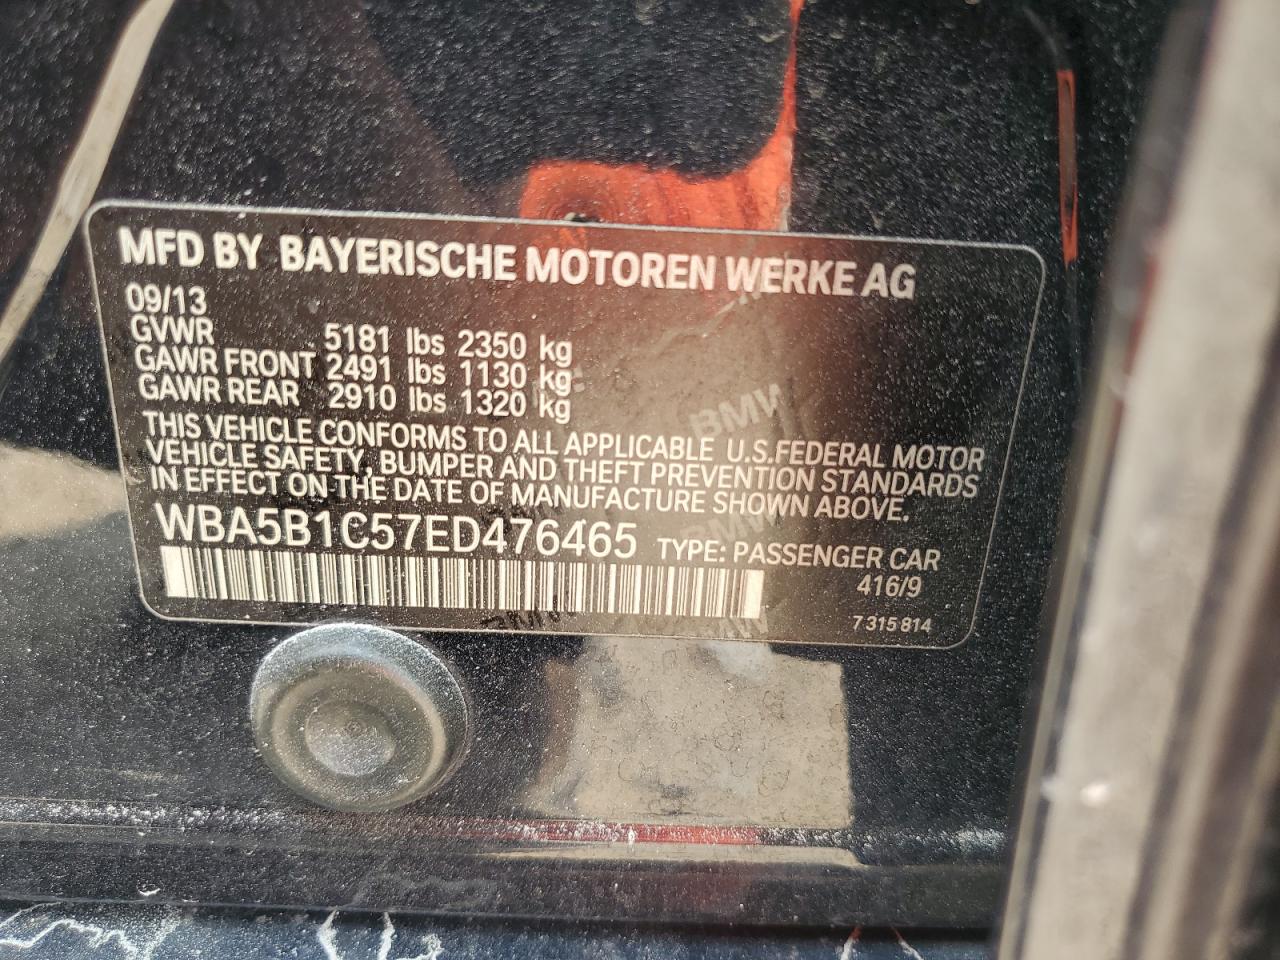 MFD BY BAYERISCHE MOTOREN WERKE AG
09/13
GVWR 5181 lbs 2350 kg
GAWR FRONT 2491 lbs 1130 kg
GAWR REAR 2910 lbs 1320 kg
THIS VEHICLE CONFORMS TO ALL APPLICABLE U.S.FEDERAL MOTOR
VEHICLE SAFETY, BUMPER AND THEFT PREVENTION STANDARDS
IN EFFECT ON THE DATE OF MANUFACTURE SHOWN ABOVE.
WBA5B1C57ED476465 TYPE: PASSENGER CAR
416/9
7 315 814
BMW
BMW
BMW